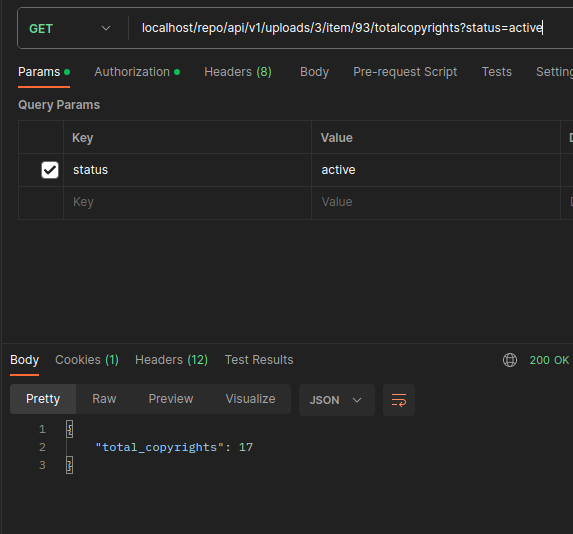 GET localhost/repo/api/v1/uploads/3/item/93/totalcopyrights?status=active
Params Authorization Headers (8) Body Pre-request Script Tests Setting
Query Params
Key Value
status active
Key Value
Body Cookies (1) Headers (12) Test Results 200 OK
Pretty Raw Preview Visualize JSON
1 {
2 "total_copyrights": 17
3 }